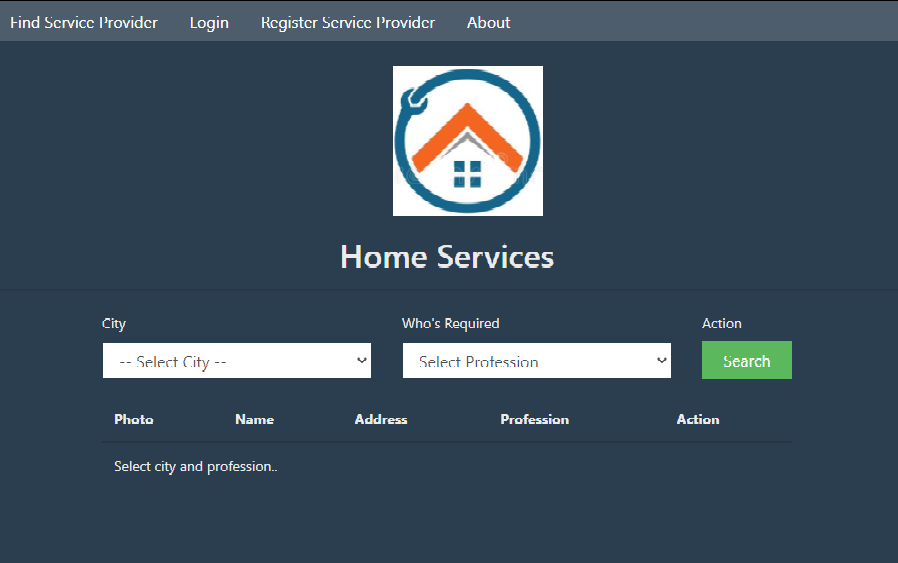 Find Service Provider Login Register Service Provider About
Home Services
City Who's Required Action
-- Select City -- Select Profession Search
Photo Name Address Profession Action
Select city and profession..